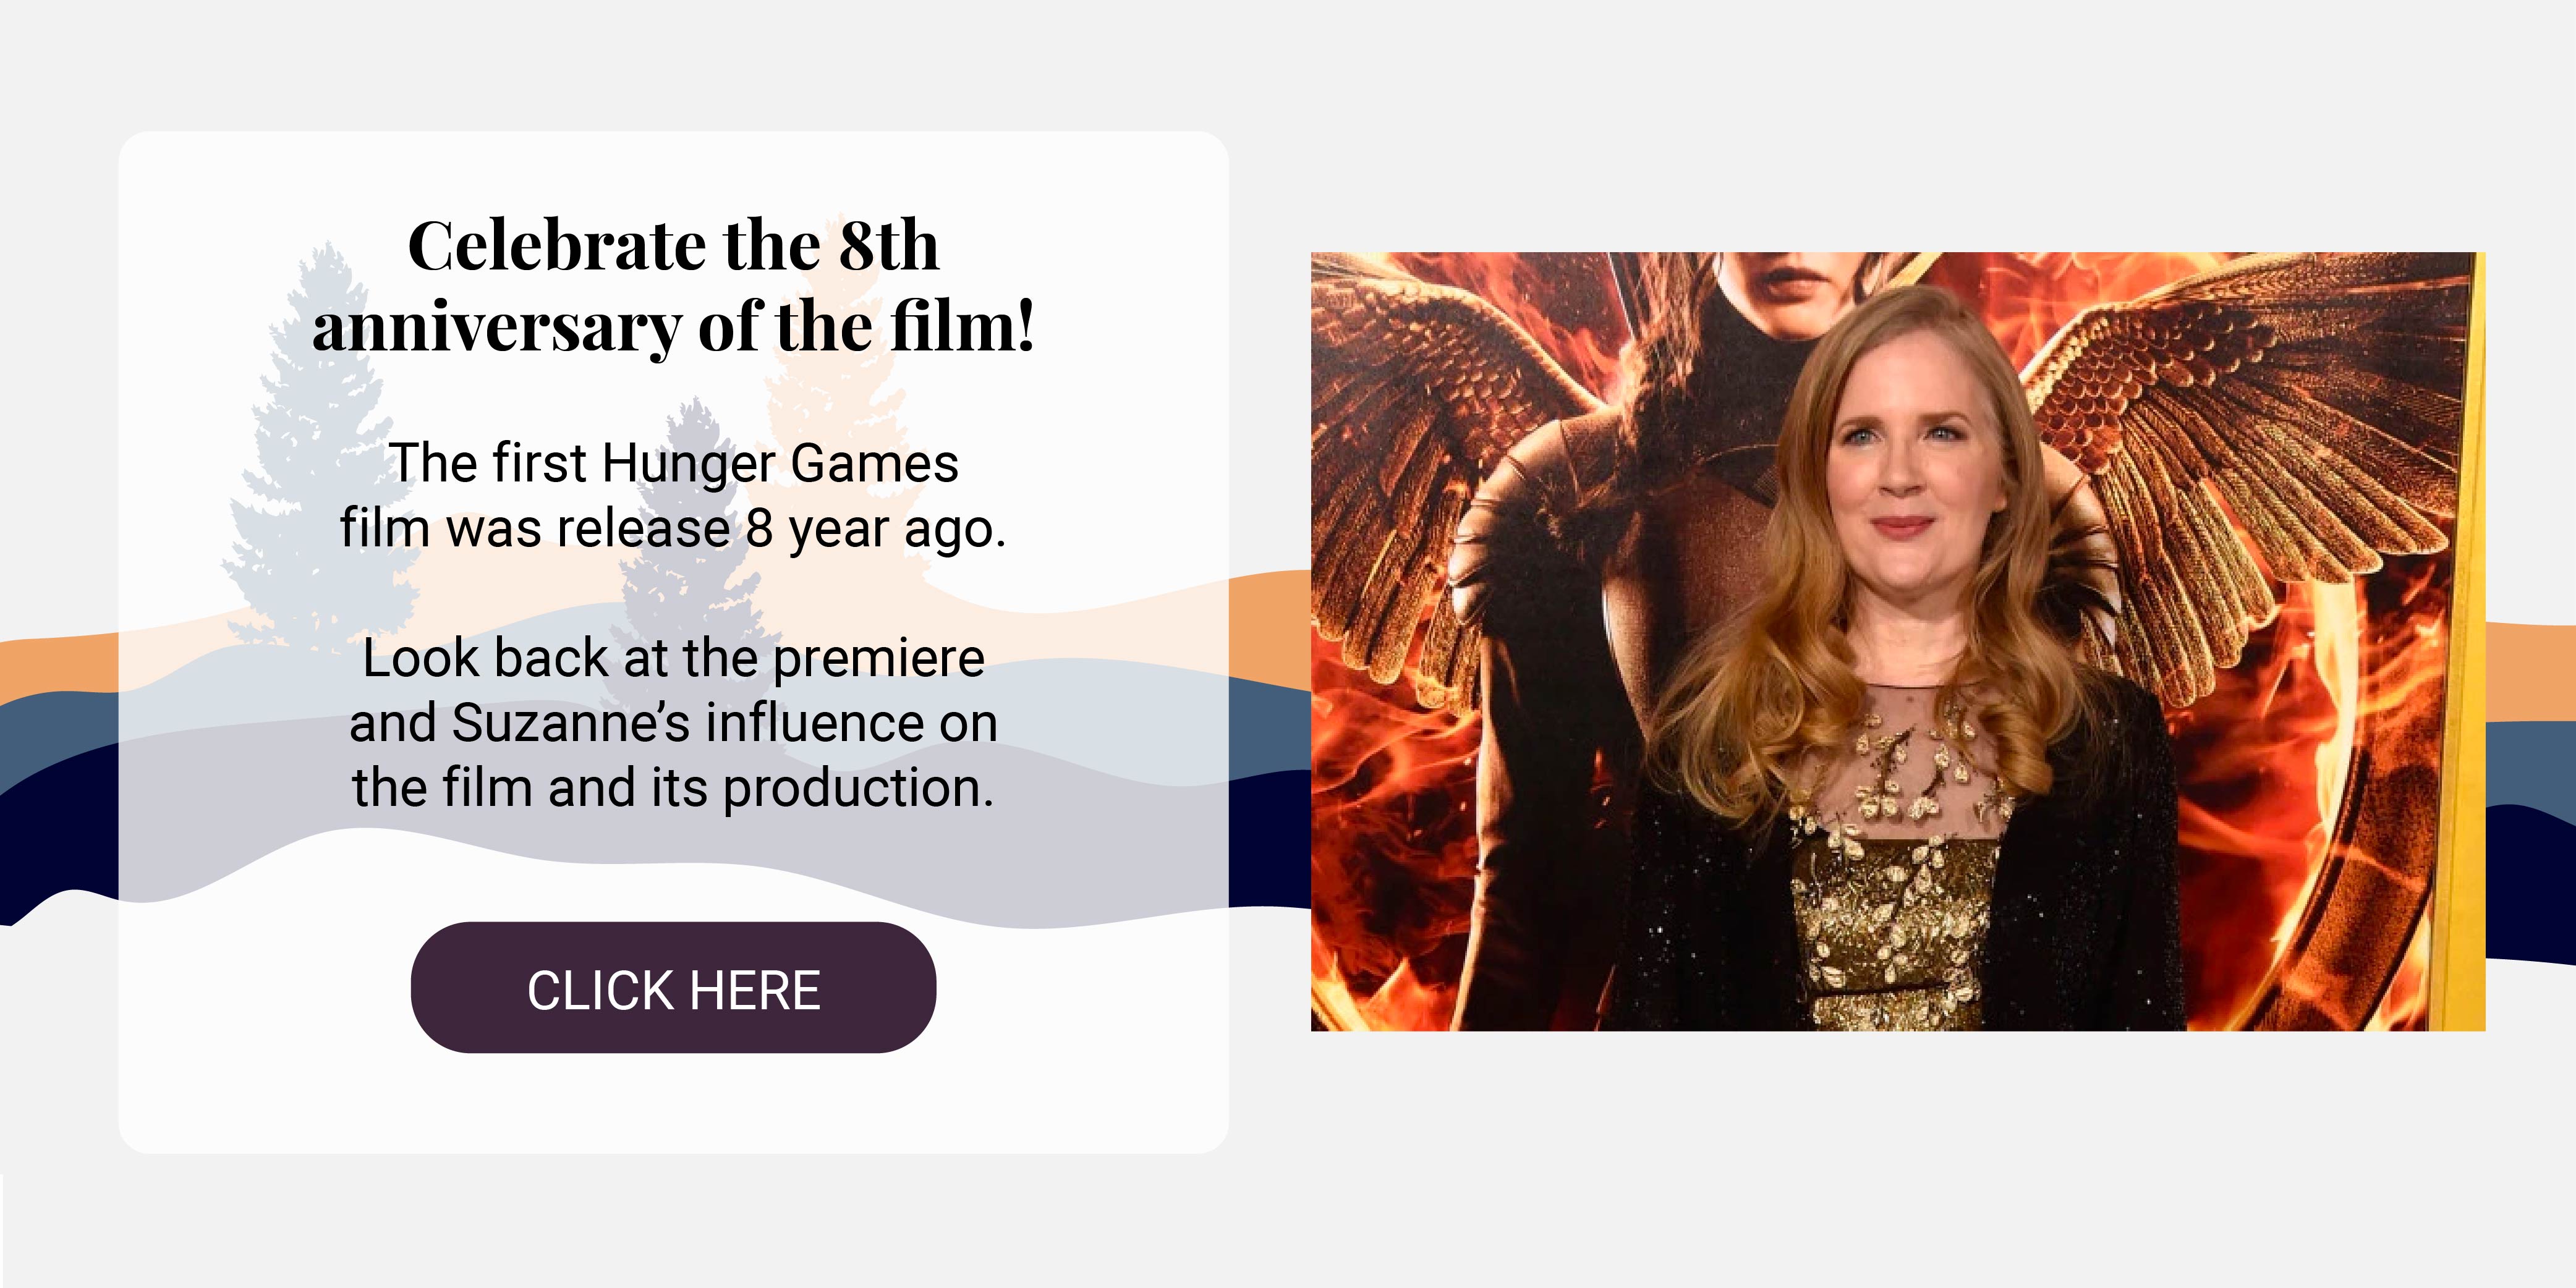 Celebrate the 8th
anniversary of the film!
The first Hunger Games
film was release 8 year ago.
Look back at the premiere
and Suzanne’s influence on
the film and its production.
CLICK HERE